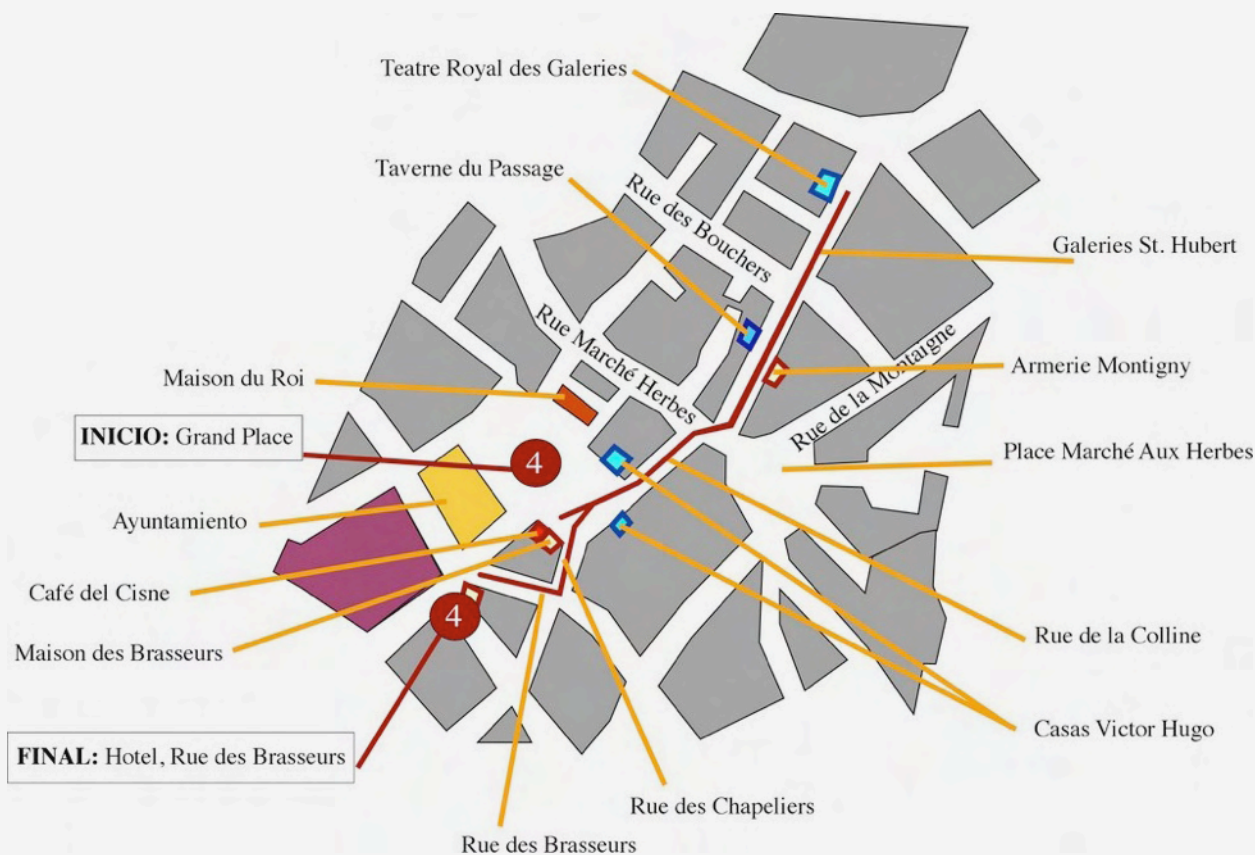 Teatre Royal des Galeries
Taverne du Passage
Rue des Bouchers
Galeries St. Hubert
Rue Marché Herbes
Rue de la Montaigne
Armerie Montigny
Maison du Roi
INICIO: Grand Place
4
Place Marché Aux Herbes
Ayuntamiento
Café del Cisne
4
Maison des Brasseurs
Rue de la Colline
Casas Victor Hugo
FINAL: Hotel, Rue des Brasseurs
Rue des Chapeliers
Rue des Brasseurs